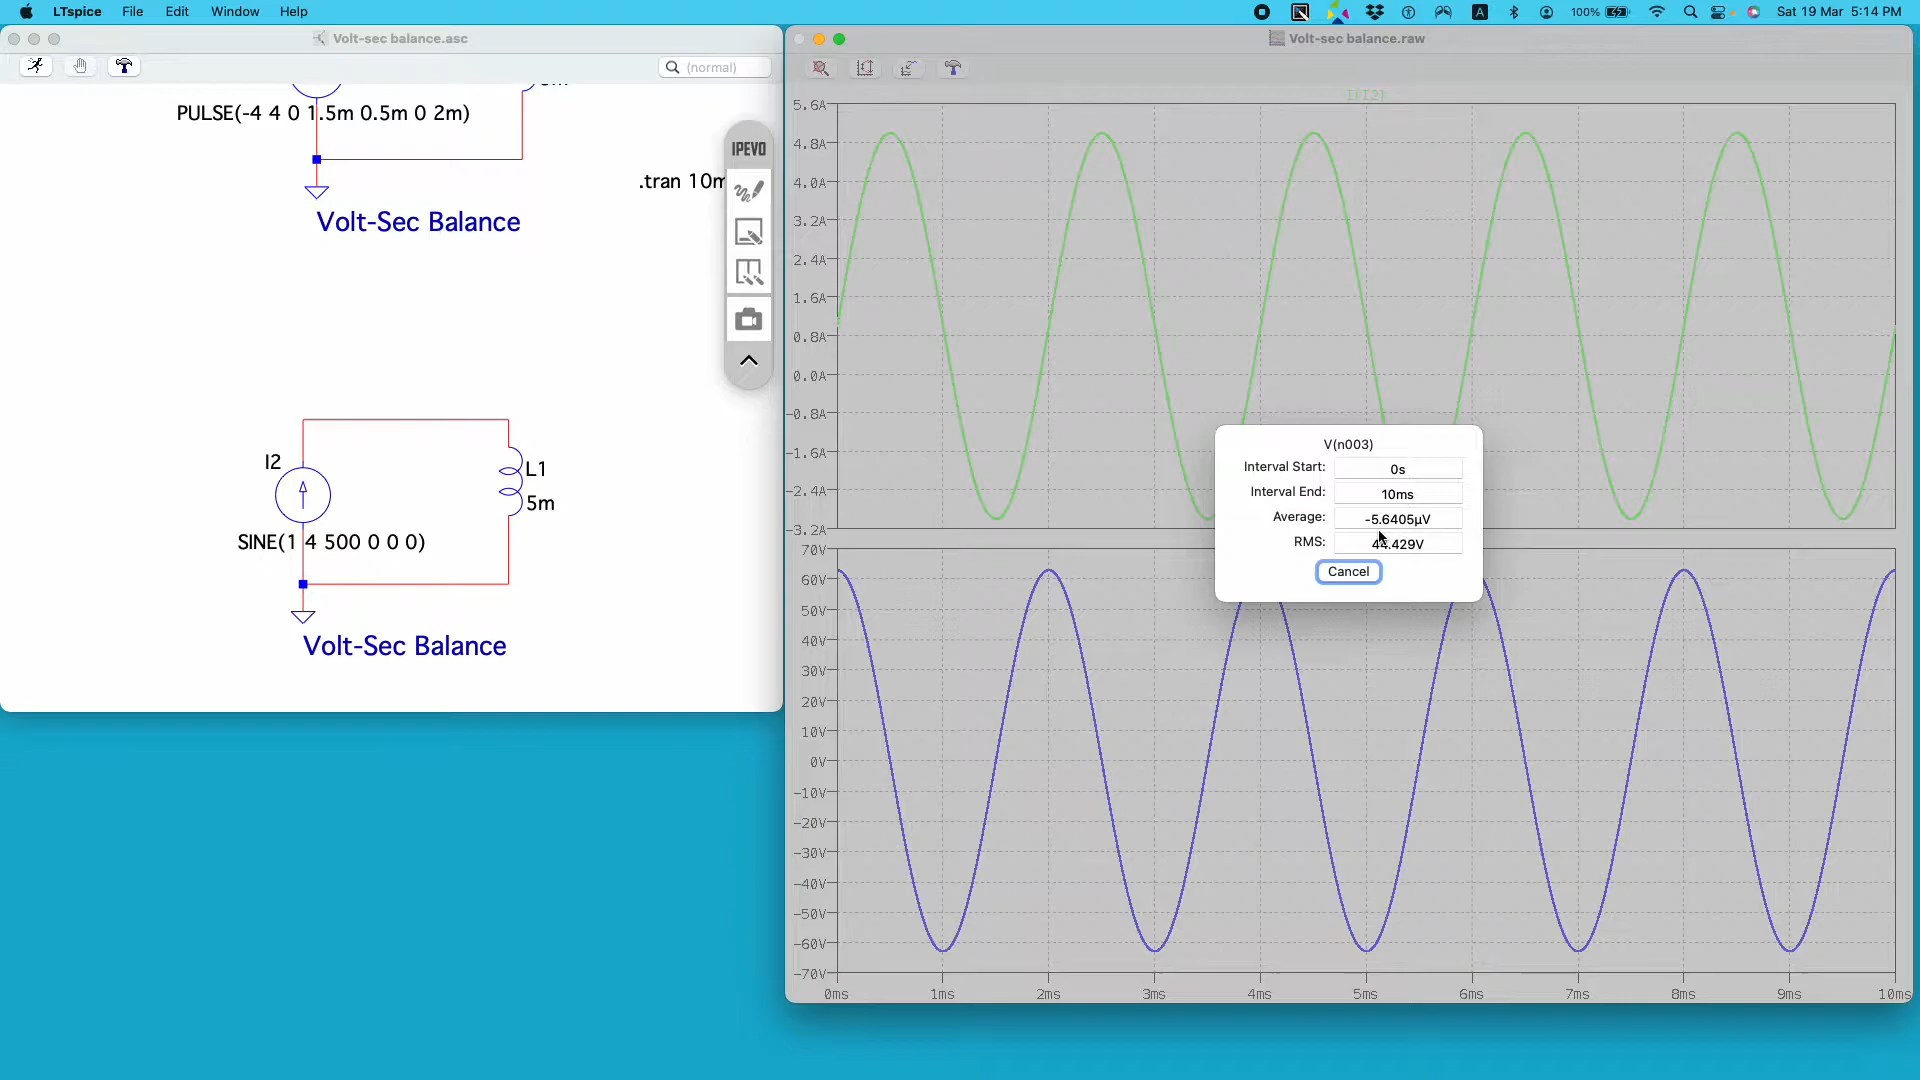 LTspice File Edit Window Help
A 100% Sat 19 Mar 5:14 PM
Volt-sec balance.asc
(normal)
PULSE(-4 4 0 1.5m 0.5m 0 2m)
.tran 10m
Volt-Sec Balance
IPEVO
I2
L1
5m
SINE(1 4 500 0 0 0)
Volt-Sec Balance
Volt-sec balance.raw
I(I2)
5.6A
4.8A
4.0A
3.2A
2.4A
1.6A
0.8A
0.0A
-0.8A
-1.6A
-2.4A
-3.2A
V(n003)
Interval Start: 0s
Interval End: 10ms
Average: -5.6405µV
RMS: 44.429V
Cancel
70V
60V
50V
40V
30V
20V
10V
0V
-10V
-20V
-30V
-40V
-50V
-60V
-70V
0ms 1ms 2ms 3ms 4ms 5ms 6ms 7ms 8ms 9ms 10ms